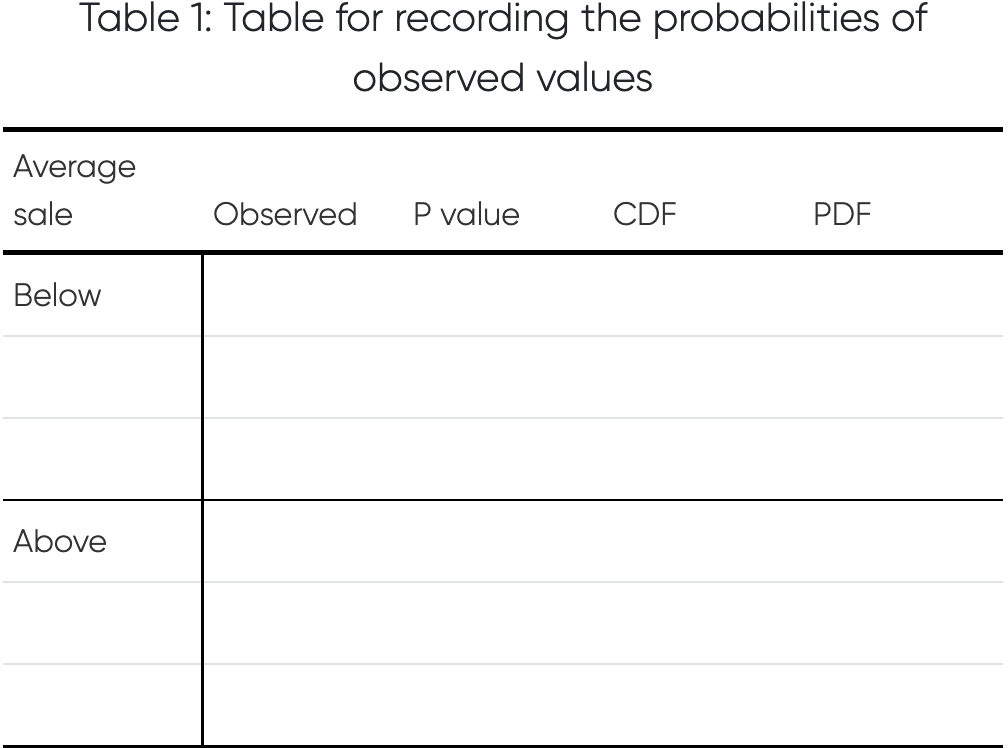 Table 1: Table for recording the probabilities of
observed values
Average
sale Observed P value CDF PDF
Below
Above